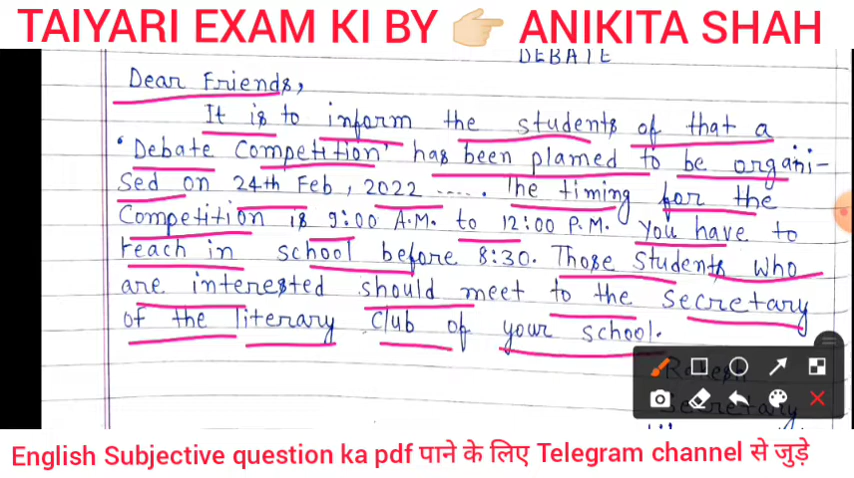 TAIYARI EXAM KI BY 👉🏻 ANIKITA SHAH
DEBATE
Dear Friends,
It is to inform the students of that a
'Debate Competition' has been plamed to be organi-
sed on 24th Feb, 2022 ..... The timing for the
Competition is 9:00 A.M. to 12:00 P.M. you have to
reach in school before 8:30. Those students who
are interested should meet to the secretary
of the literary club of your school.
Secretary
English Subjective question ka pdf पाने के लिए Telegram channel से जुड़े